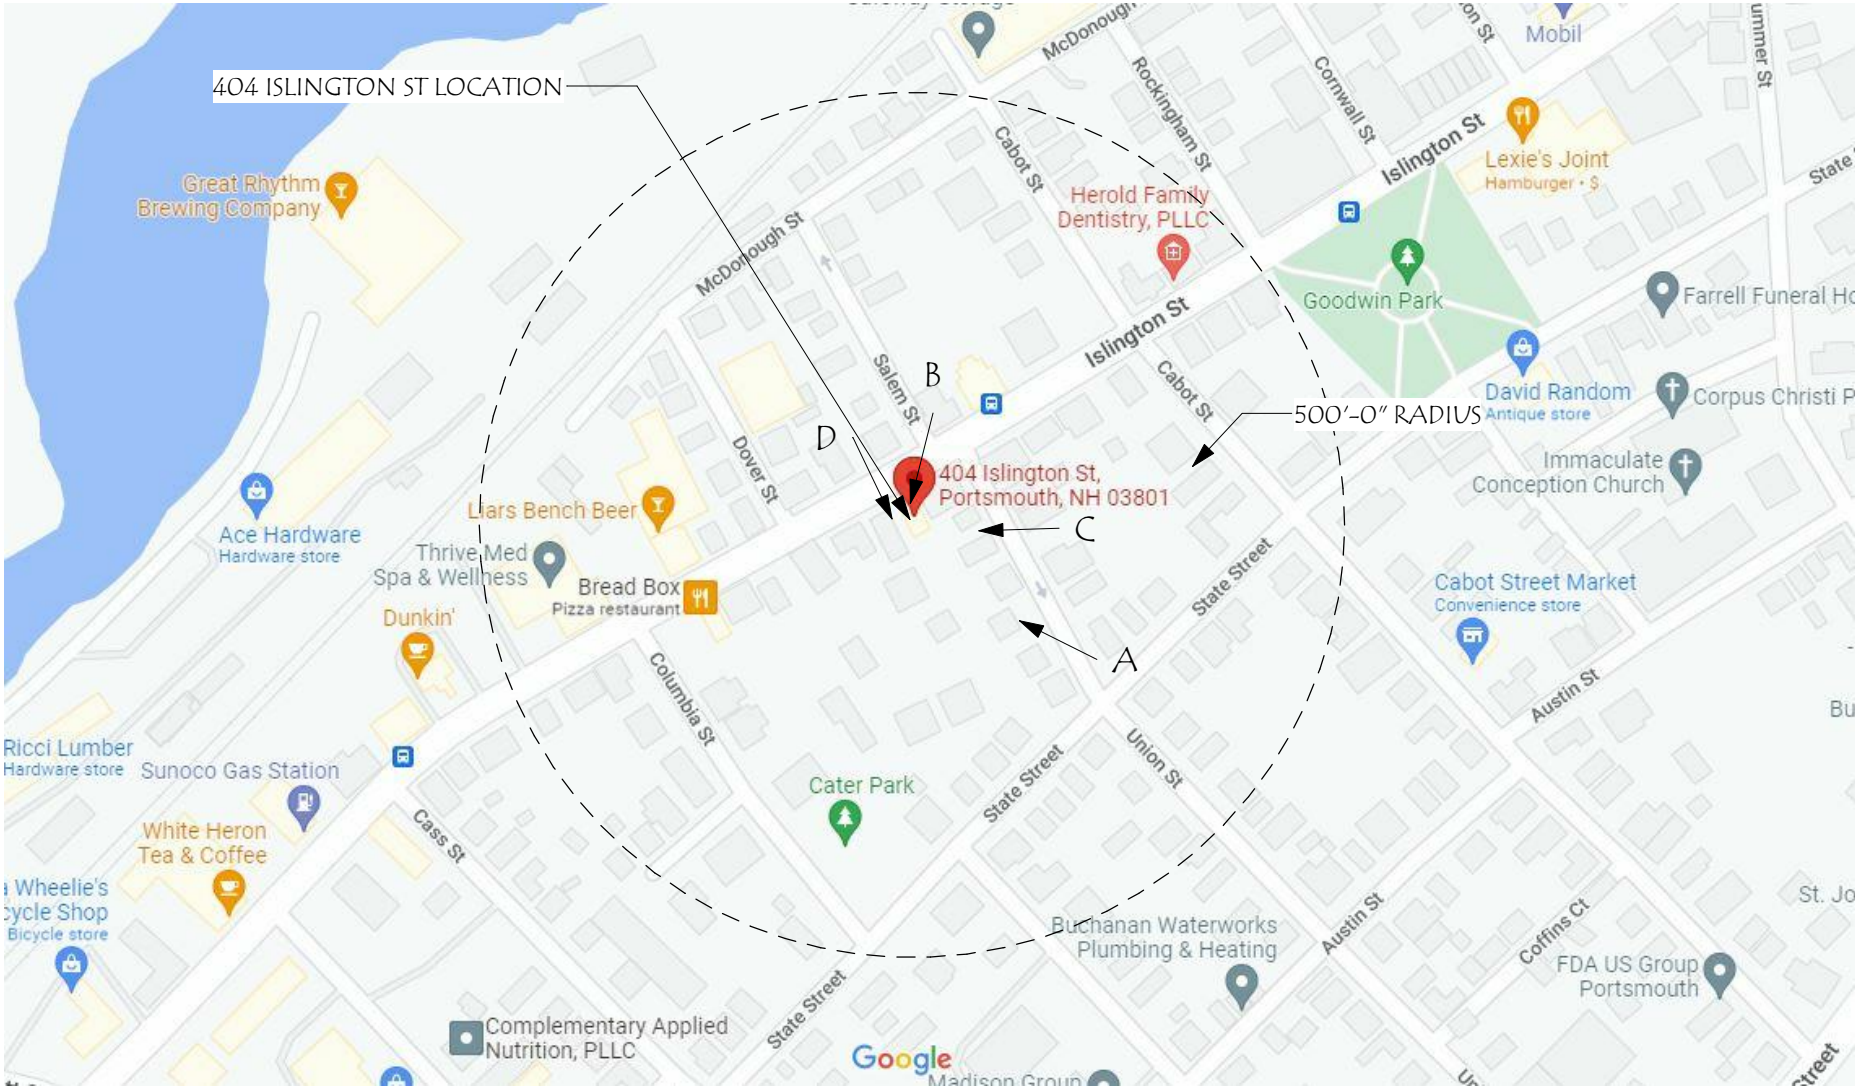 McDonough
on St
Mobil
ummer St
404 ISLINGTON ST LOCATION
Rockingham St
Cornwall St
Islington St
Lexie's Joint
Hamburger • $
State
Cabot St
Great Rhythm
Brewing Company
Herold Family
Dentistry, PLLC
McDonough St
Goodwin Park
Farrell Funeral Ho
Islington St
Salem St
B
Cabot St
David Random
Antique store
Corpus Christi P
500'-0" RADIUS
D
Dover St
404 Islington St,
Portsmouth, NH 03801
Immaculate
Conception Church
Liars Bench Beer
Ace Hardware
Hardware store
C
Thrive Med
Spa & Wellness
State Street
Bread Box
Pizza restaurant
Cabot Street Market
Convenience store
Dunkin'
A
Columbia St
Austin St
Bu
Ricci Lumber
Hardware store
Sunoco Gas Station
Union St
State Street
Cater Park
Cass St
White Heron
Tea & Coffee
a Wheelie's
cycle Shop
Bicycle store
St. Jo
Buchanan Waterworks
Plumbing & Heating
Austin St
Coffins Ct
FDA US Group
Portsmouth
State Street
Complementary Applied
Nutrition, PLLC
Google
Madison Group
Un
Street